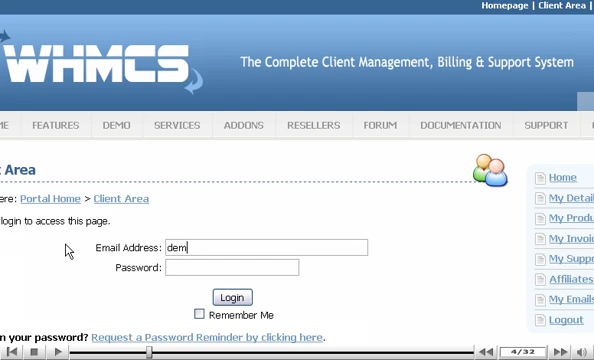 Homepage | Client Area |
WHMCS
The Complete Client Management, Billing & Support System
ME FEATURES DEMO SERVICES ADDONS RESELLERS FORUM DOCUMENTATION SUPPORT
t Area
ere: Portal Home > Client Area
login to access this page.
Email Address: dem
Password:
Login
Remember Me
n your password? Request a Password Reminder by clicking here.
Home
My Detai
My Produ
My Invoi
My Suppo
Affiliates
My Emails
Logout
4/32